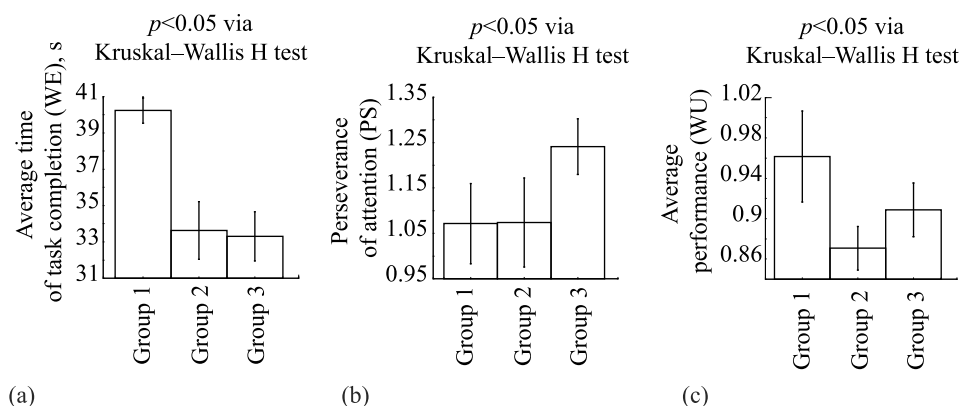 p<0.05 via
Kruskal–Wallis H test
Average time
of task completion (WE), s
41
39
37
35
33
31
Group 1
Group 2
Group 3
(a)
p<0.05 via
Kruskal–Wallis H test
Perseverance
of attention (PS)
1.35
1.25
1.15
1.05
0.95
Group 1
Group 2
Group 3
(b)
p<0.05 via
Kruskal–Wallis H test
Average
performance (WU)
1.02
0.98
0.94
0.9
0.86
Group 1
Group 2
Group 3
(c)